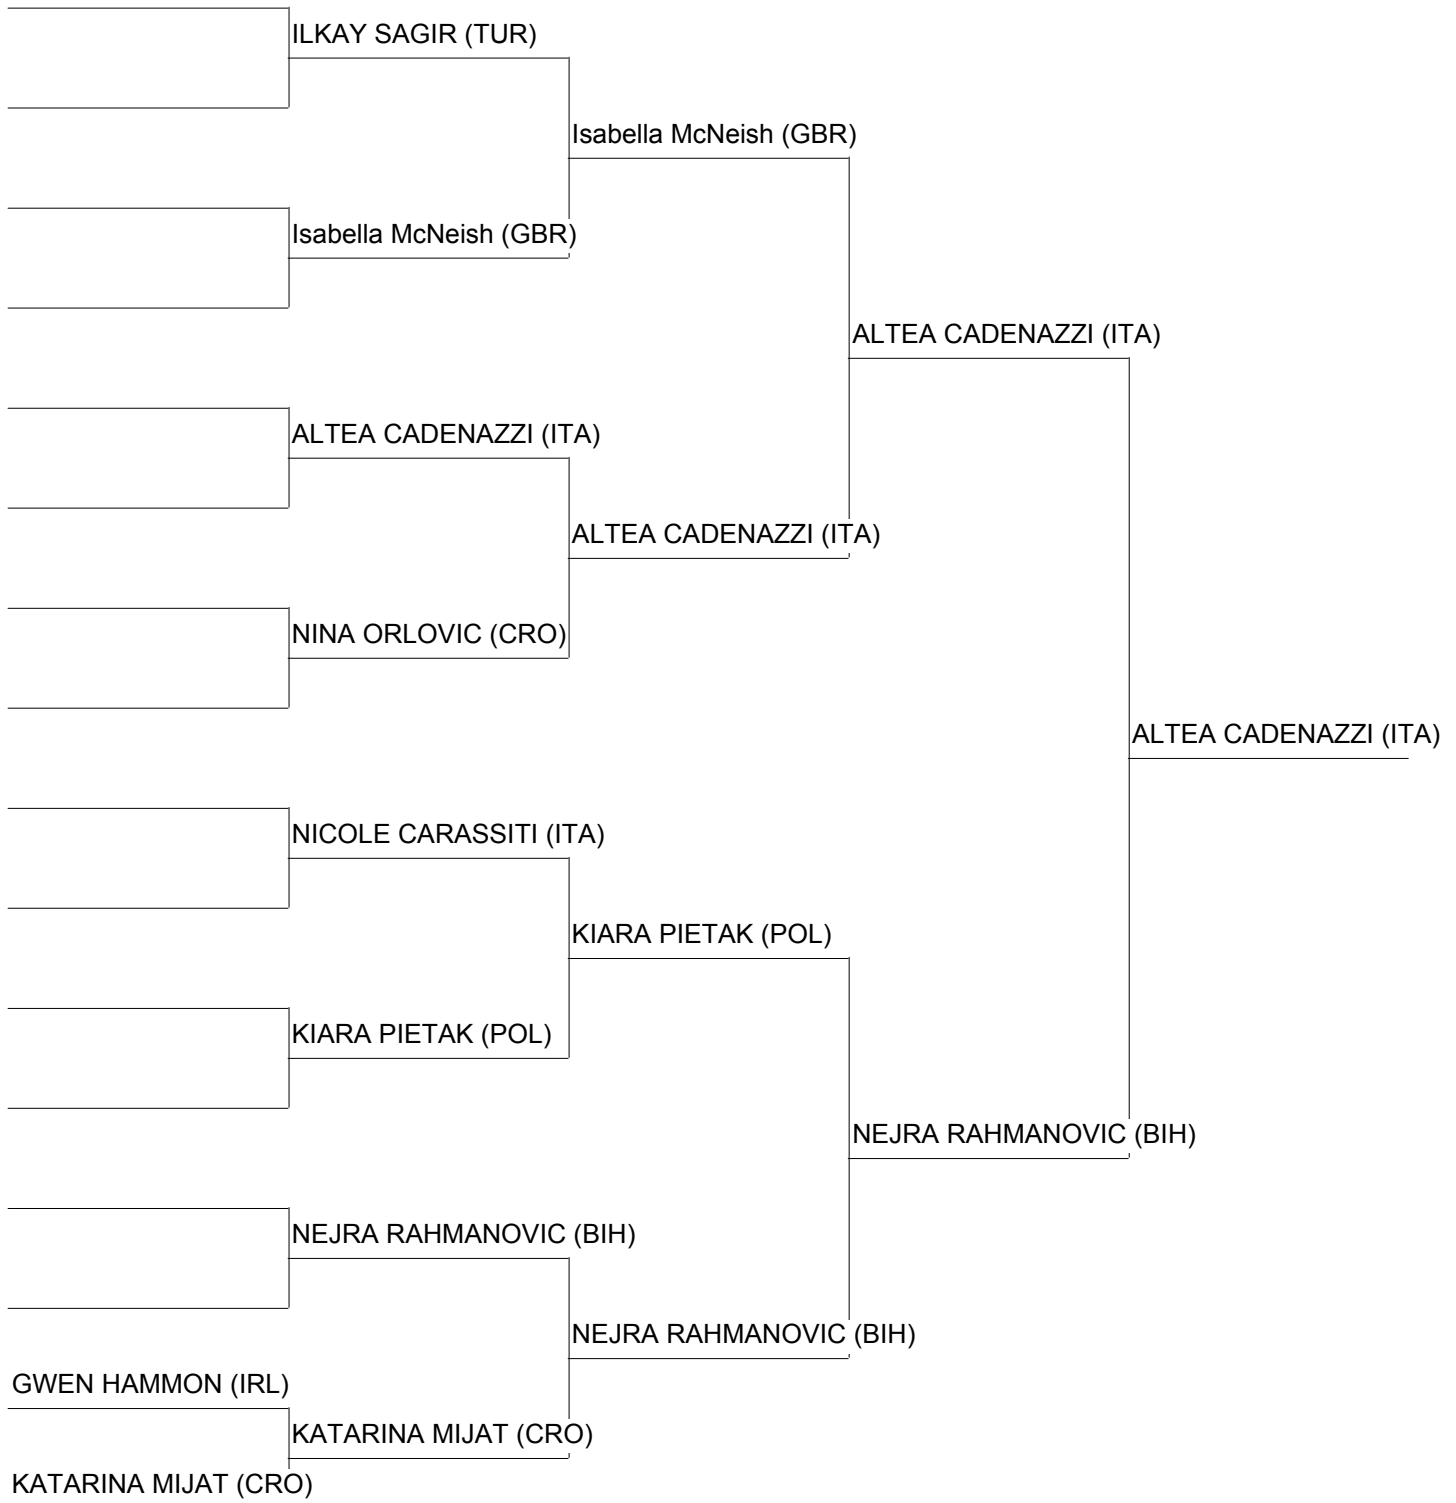 ILKAY SAGIR (TUR)
Isabella McNeish (GBR)
Isabella McNeish (GBR)
ALTEA CADENAZZI (ITA)
ALTEA CADENAZZI (ITA)
ALTEA CADENAZZI (ITA)
NINA ORLOVIC (CRO)
ALTEA CADENAZZI (ITA)
NICOLE CARASSITI (ITA)
KIARA PIETAK (POL)
KIARA PIETAK (POL)
NEJRA RAHMANOVIC (BIH)
NEJRA RAHMANOVIC (BIH)
NEJRA RAHMANOVIC (BIH)
GWEN HAMMON (IRL)
KATARINA MIJAT (CRO)
KATARINA MIJAT (CRO)